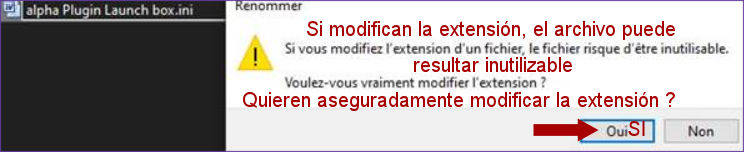 alpha Plugin Launch box.ini
Renommer
Si modifican la extensión, el archivo puede
Si vous modifiez l'extension d'un fichier, le fichier risque d'être inutilisable.
resultar inutilizable
Voulez-vous vraiment modifier l'extension ?
Quieren aseguradamente modificar la extensión ?
Oui SI
Non